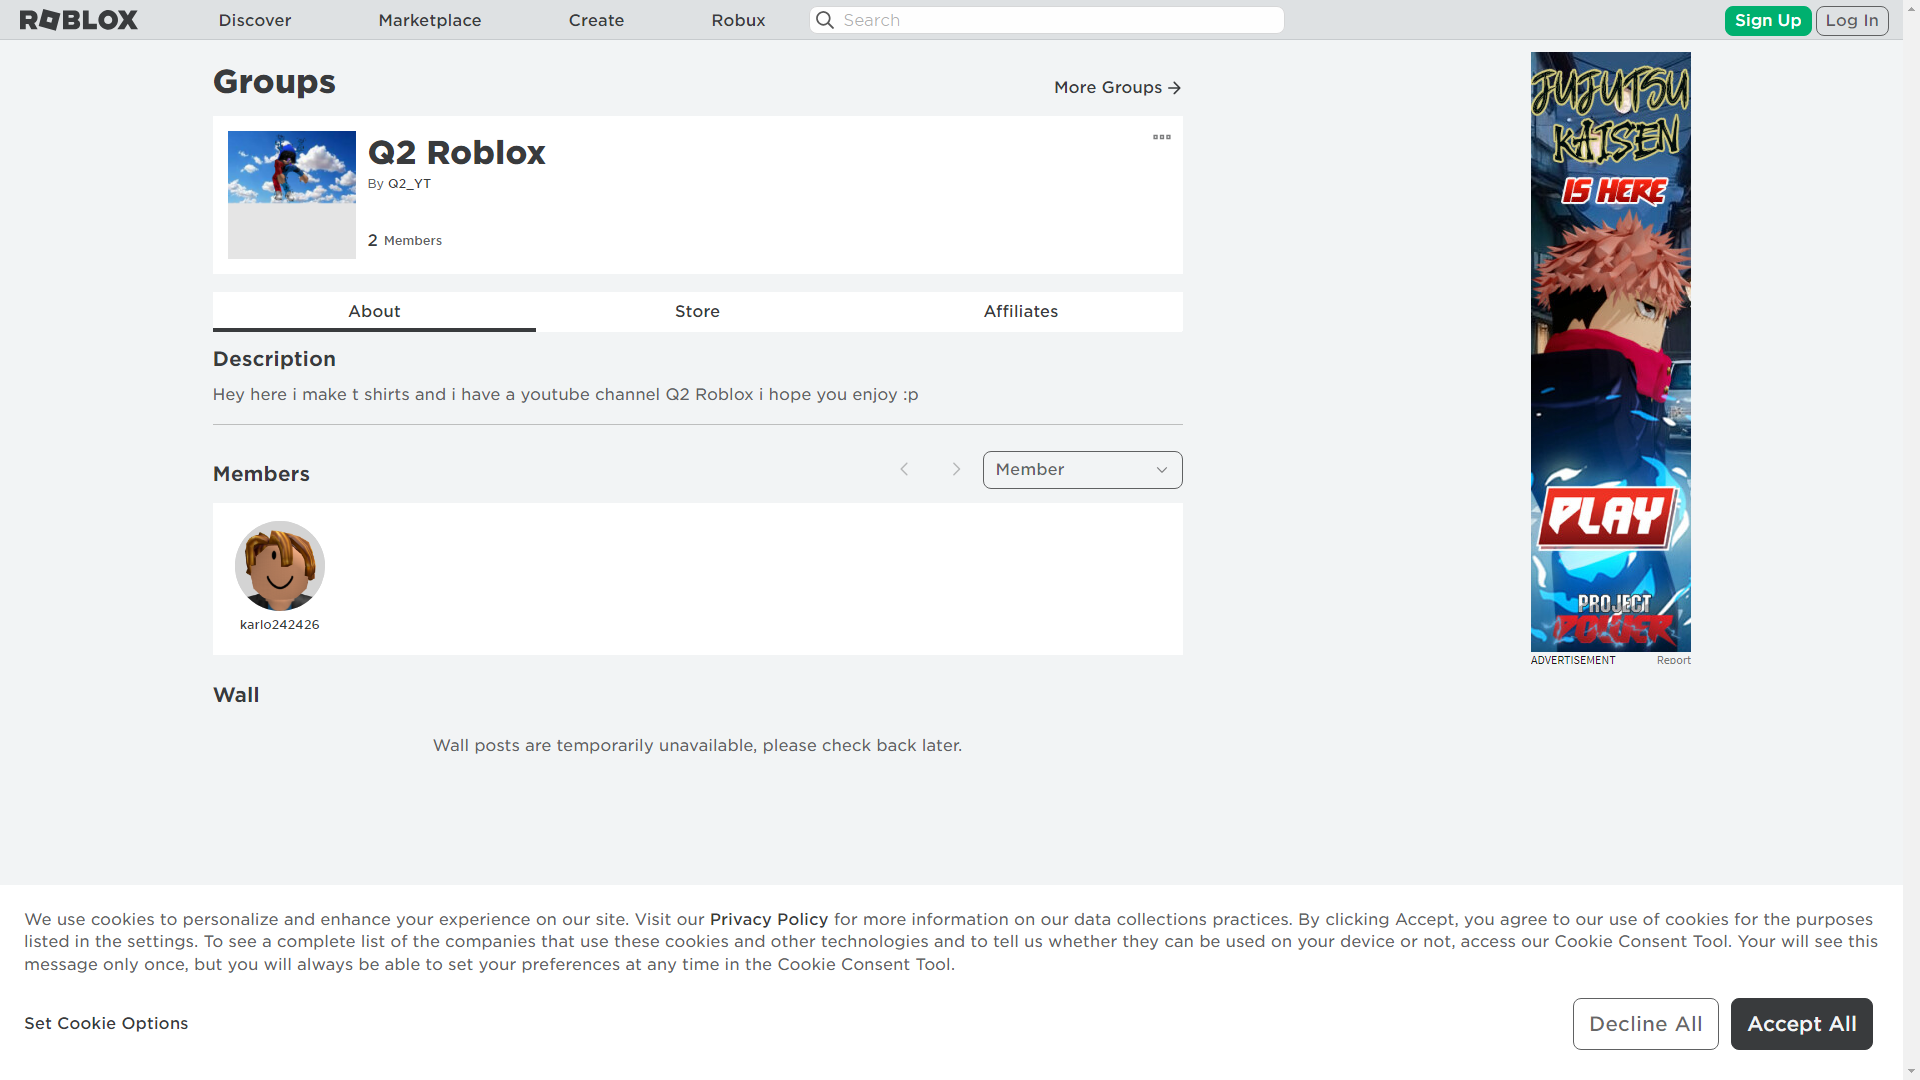 ROBLOX
Discover
Marketplace
Create
Robux
Search
Sign Up
Log In
Groups
More Groups
Q2 Roblox
By Q2_YT
2 Members
About
Store
Affiliates
Description
Hey here i make t shirts and i have a youtube channel Q2 Roblox i hope you enjoy :p
Members
Member
karlo242426
Wall
Wall posts are temporarily unavailable, please check back later.
JUJUTSU
KAISEN
IS HERE
PLAY
PROJECT
POWER
ADVERTISEMENT
Report
We use cookies to personalize and enhance your experience on our site. Visit our Privacy Policy for more information on our data collections practices. By clicking Accept, you agree to our use of cookies for the purposes
listed in the settings. To see a complete list of the companies that use these cookies and other technologies and to tell us whether they can be used on your device or not, access our Cookie Consent Tool. Your will see this
message only once, but you will always be able to set your preferences at any time in the Cookie Consent Tool.
Set Cookie Options
Decline All
Accept All